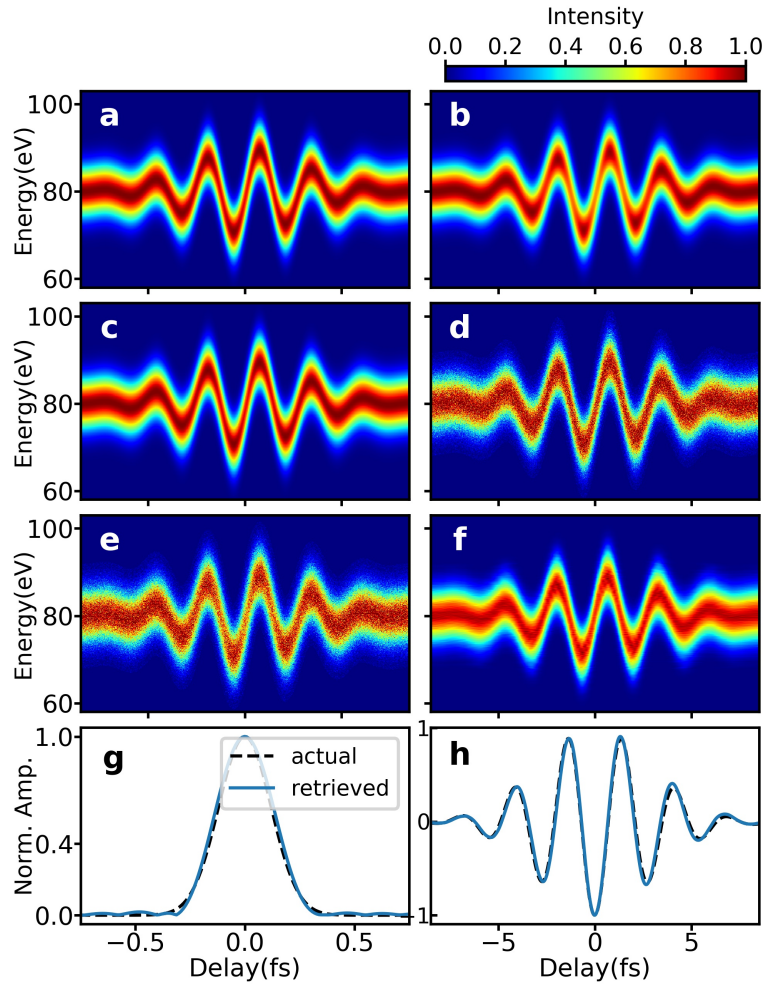 Intensity
0.0 0.2 0.4 0.6 0.8 1.0
a b
100
80
60
Energy(eV)
c d
100
80
60
Energy(eV)
e f
100
80
60
Energy(eV)
g
actual
retrieved
1.0
0.4
0.0
Norm. Amp.
−0.5 0.0 0.5
Delay(fs)
h
1
0
−1
−5 0 5
Delay(fs)